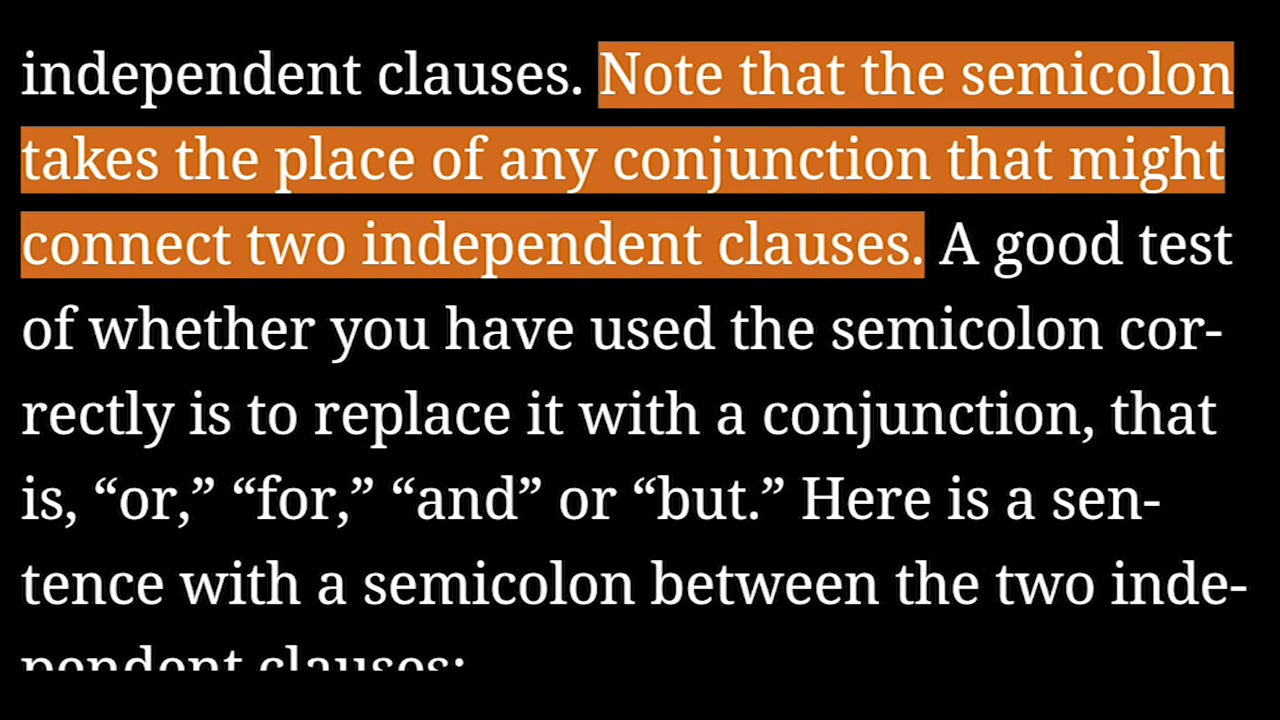 independent clauses. Note that the semicolon
takes the place of any conjunction that might
connect two independent clauses. A good test
of whether you have used the semicolon cor-
rectly is to replace it with a conjunction, that
is, “or,” “for,” “and” or “but.” Here is a sen-
tence with a semicolon between the two inde-
pendent clauses: